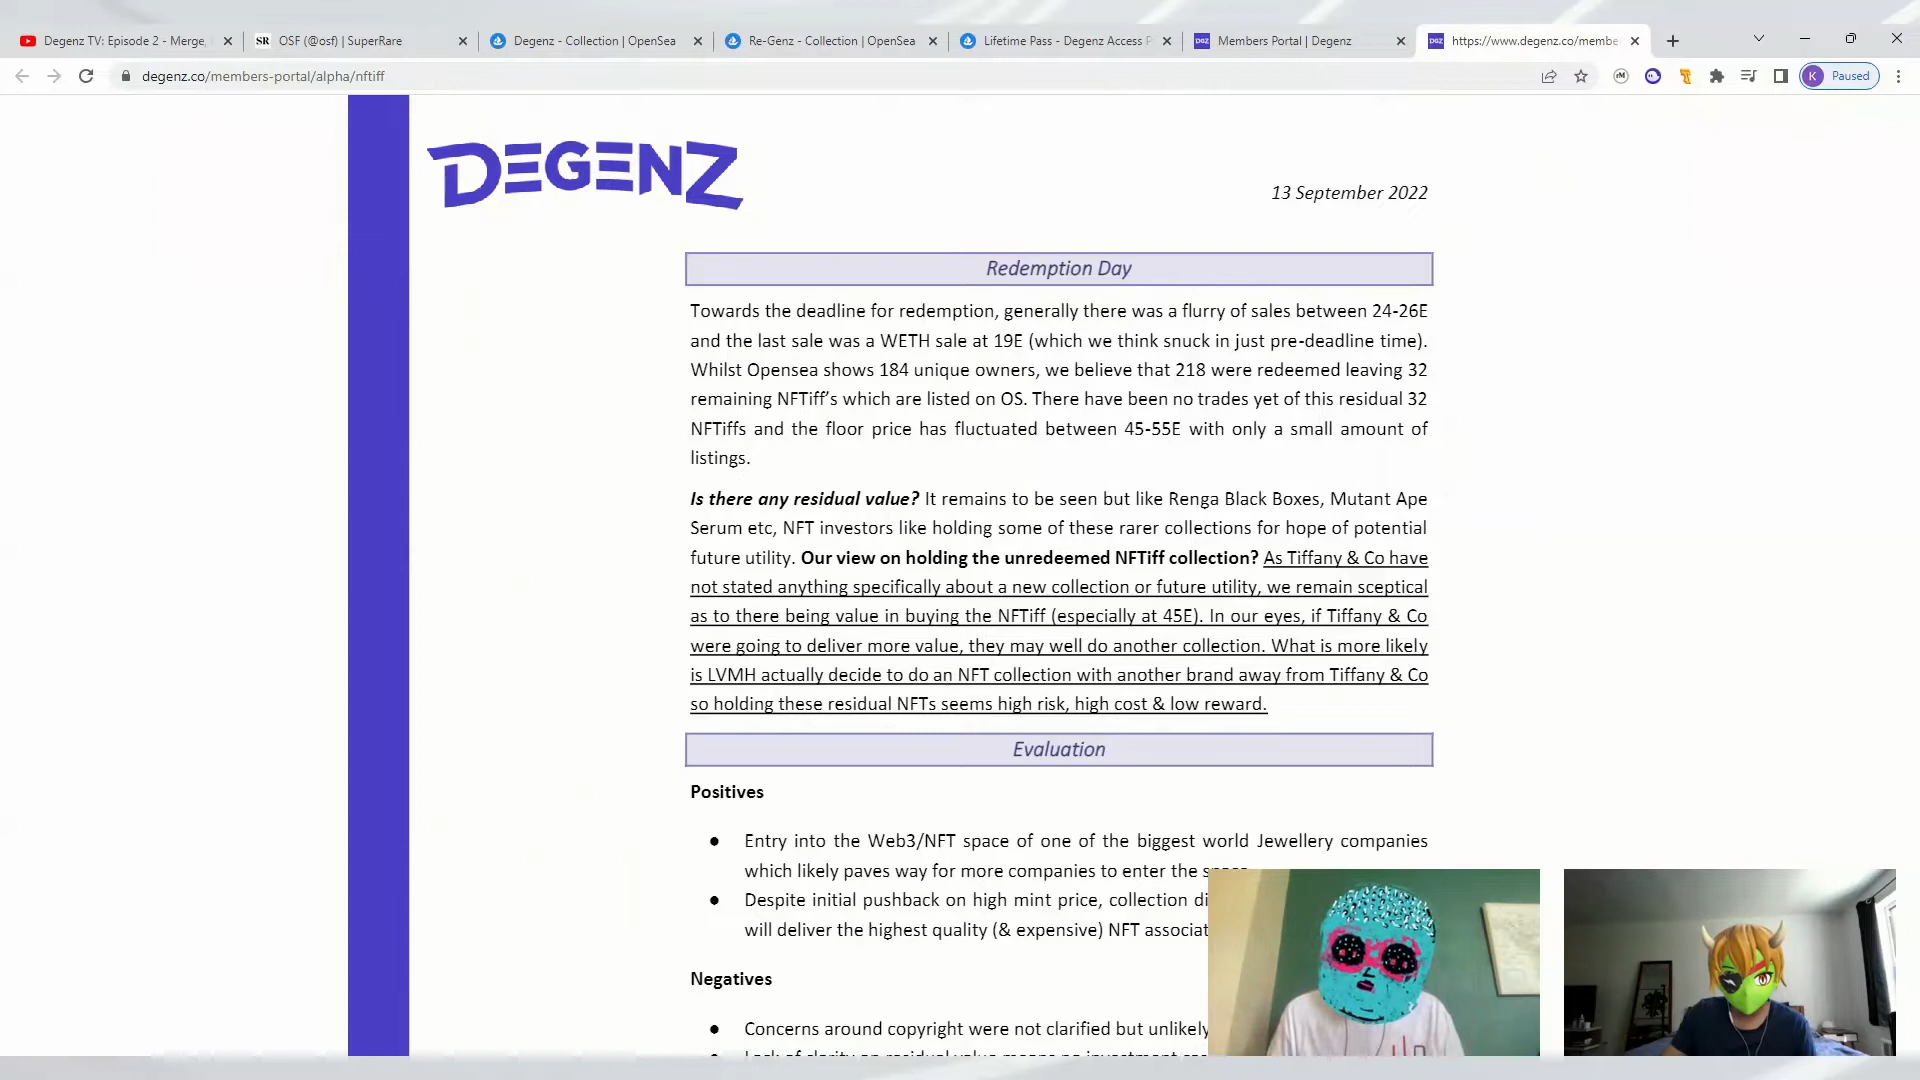 Degenz TV: Episode 2 - Merge,
SR OSF (@osf) | SuperRare
Degenz - Collection | OpenSea
Re-Genz - Collection | OpenSea
Lifetime Pass - Degenz Access P
DGZ Members Portal | Degenz
DGZ https://www.degenz.co/membe
degenz.co/members-portal/alpha/nftiff
K Paused
DEGENZ
13 September 2022
Redemption Day
Towards the deadline for redemption, generally there was a flurry of sales between 24-26E
and the last sale was a WETH sale at 19E (which we think snuck in just pre-deadline time).
Whilst Opensea shows 184 unique owners, we believe that 218 were redeemed leaving 32
remaining NFTiff’s which are listed on OS. There have been no trades yet of this residual 32
NFTiffs and the floor price has fluctuated between 45-55E with only a small amount of
listings.
Is there any residual value? It remains to be seen but like Renga Black Boxes, Mutant Ape
Serum etc, NFT investors like holding some of these rarer collections for hope of potential
future utility. Our view on holding the unredeemed NFTiff collection? As Tiffany & Co have
not stated anything specifically about a new collection or future utility, we remain sceptical
as to there being value in buying the NFTiff (especially at 45E). In our eyes, if Tiffany & Co
were going to deliver more value, they may well do another collection. What is more likely
is LVMH actually decide to do an NFT collection with another brand away from Tiffany & Co
so holding these residual NFTs seems high risk, high cost & low reward.
Evaluation
Positives
● Entry into the Web3/NFT space of one of the biggest world Jewellery companies
which likely paves way for more companies to enter the
● Despite initial pushback on high mint price, collection di
will deliver the highest quality (& expensive) NFT associat
Negatives
● Concerns around copyright were not clarified but unlikely